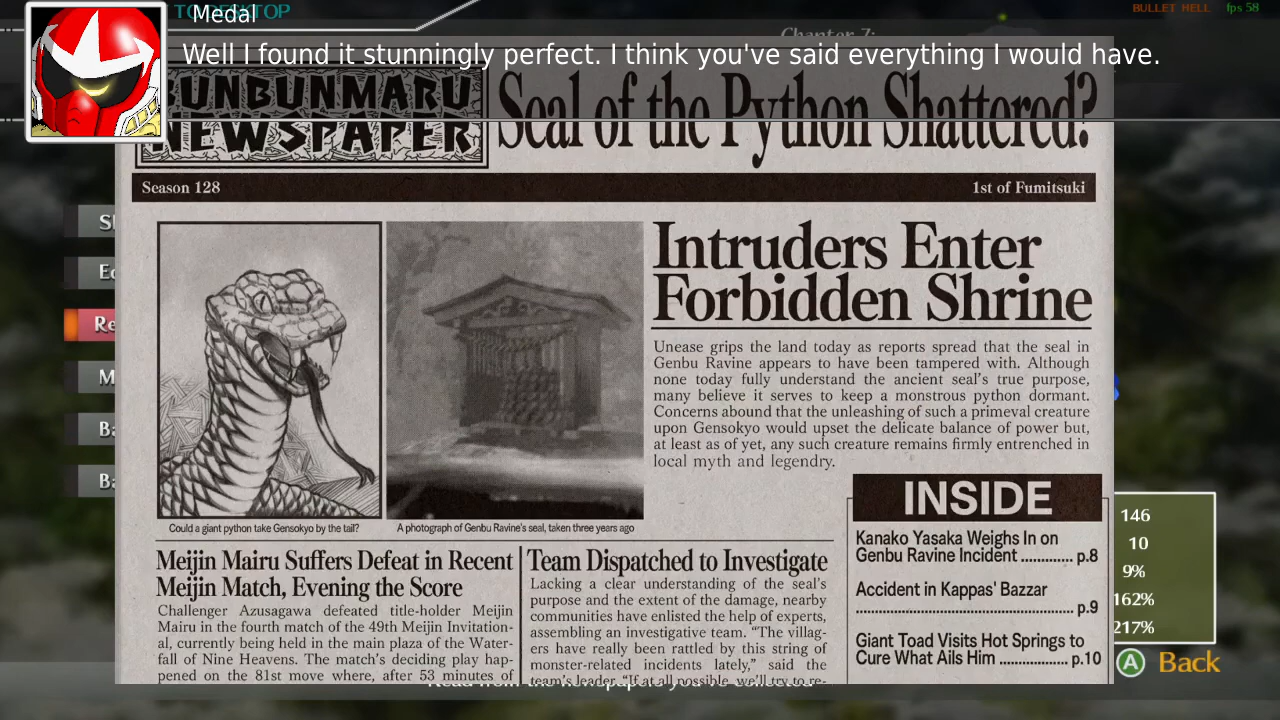 TO DESKTOP
BULLET HELL
fps 58
Medal
Chapter 7:
Well I found it stunningly perfect. I think you've said everything I would have.
BUNBUNMARU
NEWSPAPER
Seal of the Python Shattered?
Season 128
1st of Fumitsuki
Intruders Enter
Forbidden Shrine
Unease grips the land today as reports spread that the seal in
Genbu Ravine appears to have been tampered with. Although
none today fully understand the ancient seal's true purpose,
many believe it serves to keep a monstrous python dormant.
Concerns abound that the unleashing of such a primeval creature
upon Gensokyo would upset the delicate balance of power but,
at least as of yet, any such creature remains firmly entrenched in
local myth and legendry.
Could a giant python take Gensokyo by the tail?
A photograph of Genbu Ravine's seal, taken three years ago
Meijin Mairu Suffers Defeat in Recent
Meijin Match, Evening the Score
Challenger Azusagawa defeated title-holder Meijin
Mairu in the fourth match of the 49th Meijin Invitation-
al, currently being held in the main plaza of the Water-
fall of Nine Heavens. The match's deciding play hap-
pened on the 81st move where, after 53 minutes of
Team Dispatched to Investigate
Lacking a clear understanding of the seal's
purpose and the extent of the damage, nearby
communities have enlisted the help of experts,
assembling an investigative team. "The villag-
ers have really been rattled by this string of
monster-related incidents lately," said the
team's leader. "If at all possible, we'll try to re-
INSIDE
Kanako Yasaka Weighs In on
Genbu Ravine Incident ............. p.8
Accident in Kappas' Bazzar
........................................................................ p.9
Giant Toad Visits Hot Springs to
Cure What Ails Him .................. p.10
Re
M
Ba
Ba
146
10
9%
162%
217%
A Back